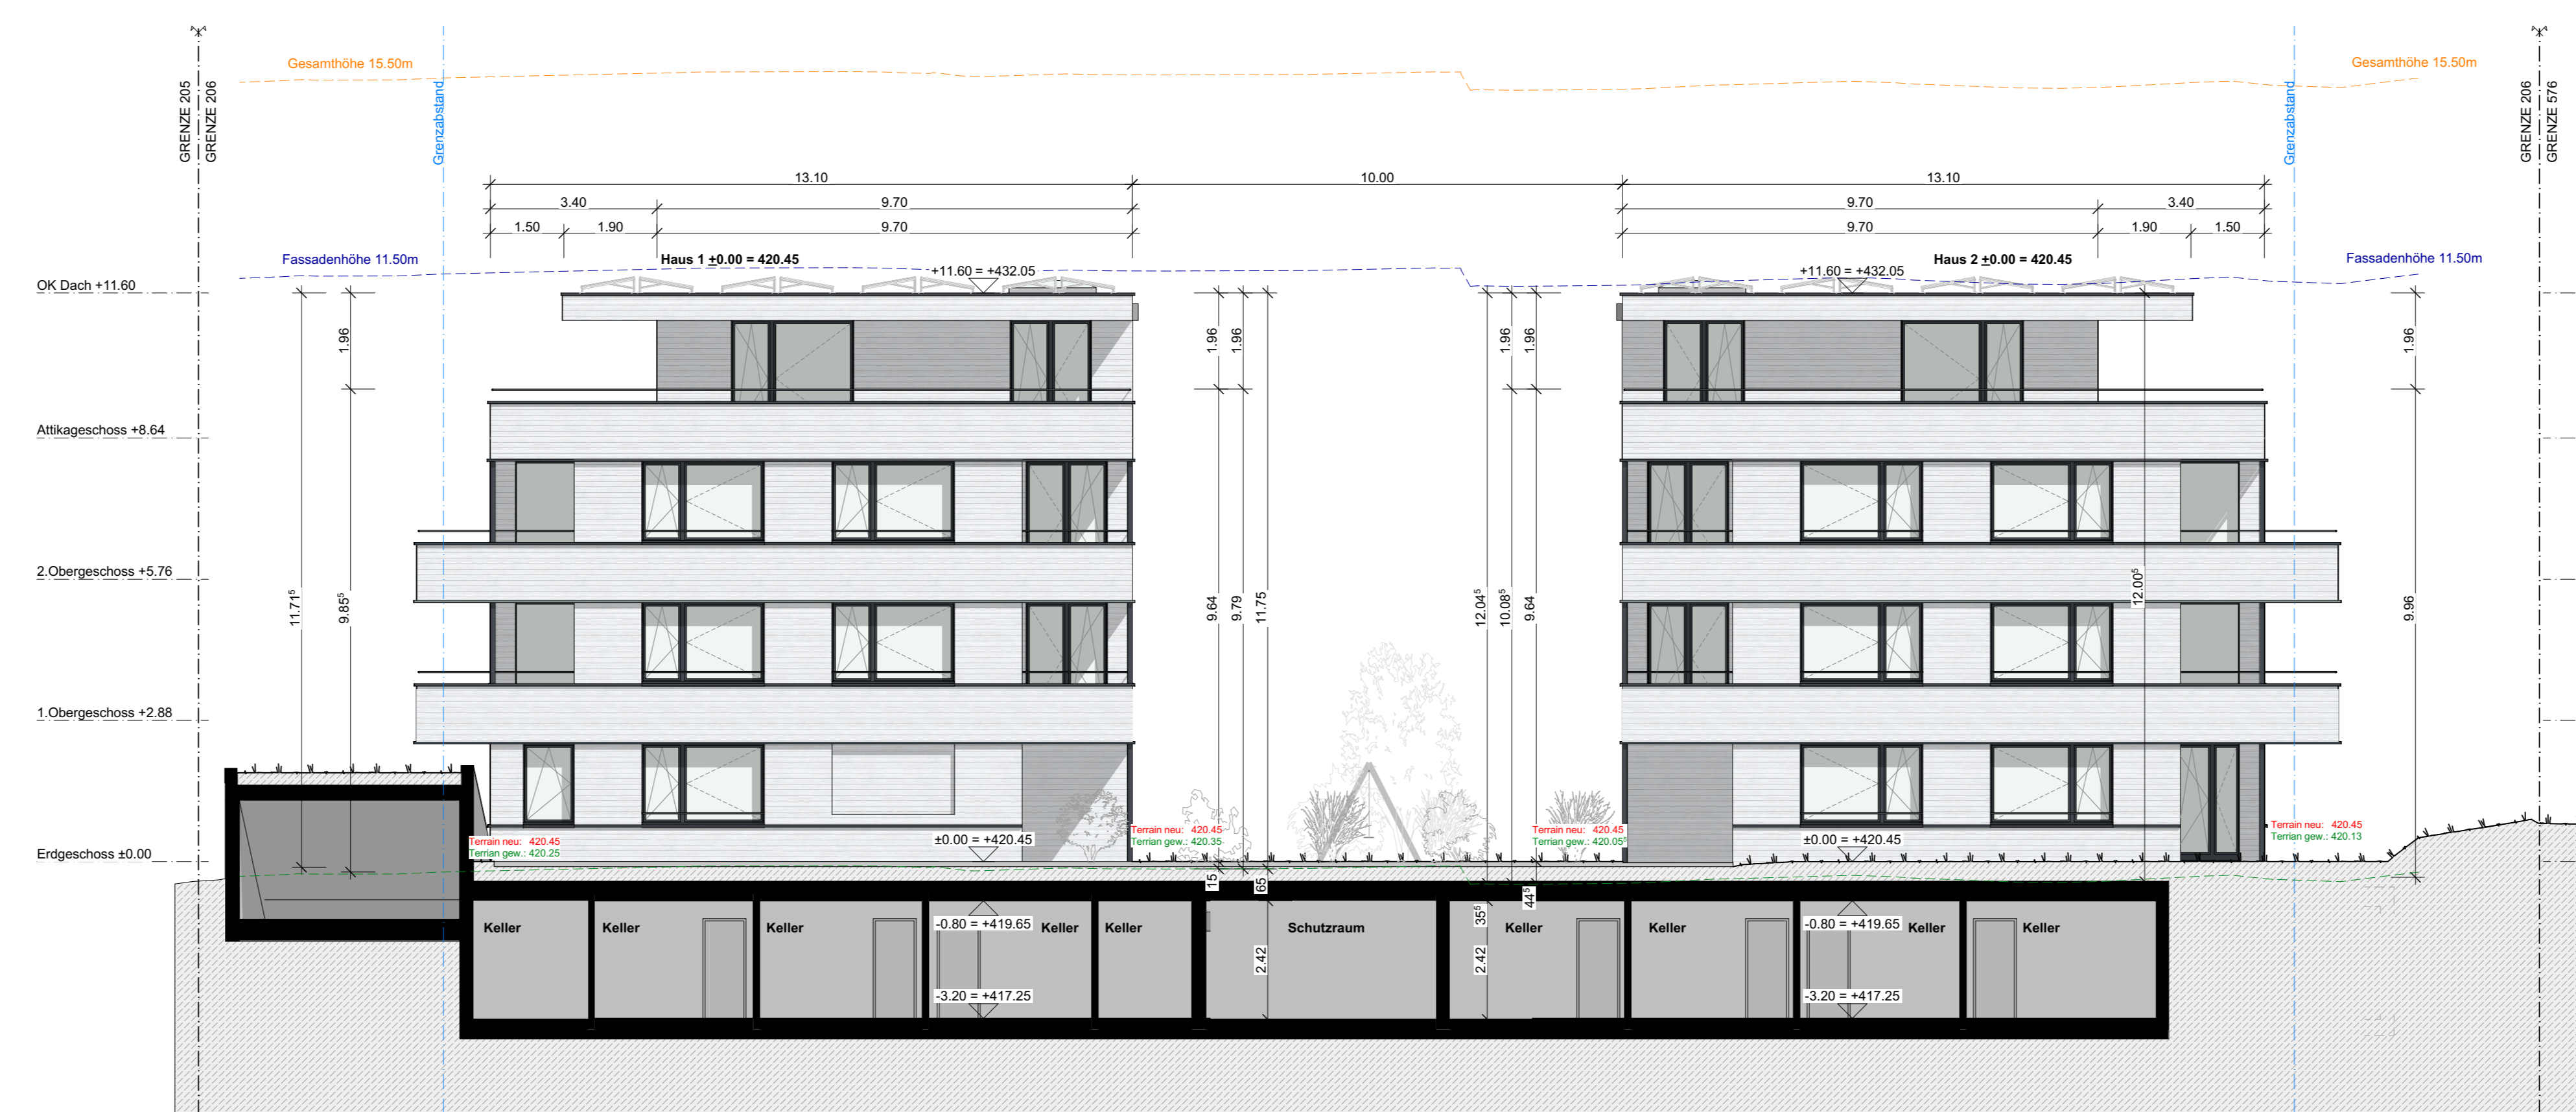 Gesamthöhe 15.50m
Gesamthöhe 15.50m
GRENZE 205
GRENZE 206
Grenzabstand
Grenzabstand
GRENZE 206
GRENZE 576
13.10
10.00
13.10
3.40
9.70
9.70
3.40
1.50
1.90
9.70
9.70
1.90
1.50
Fassadenhöhe 11.50m
Haus 1 ±0.00 = 420.45
Haus 2 ±0.00 = 420.45
Fassadenhöhe 11.50m
+11.60 = +432.05
+11.60 = +432.05
OK Dach +11.60
1.96
1.96
1.96
1.96
1.96
1.96
Attikageschoss +8.64
2.Obergeschoss +5.76
11.71⁵
9.85⁵
9.64
9.79
11.75
12.04⁵
10.08⁵
9.64
12.00⁵
9.96
1.Obergeschoss +2.88
Erdgeschoss ±0.00
Terrain neu: 420.45
Terrian gew.: 420.25
±0.00 = +420.45
Terrain neu: 420.45
Terrian gew.: 420.35
Terrain neu: 420.45
Terrian gew.: 420.05⁵
±0.00 = +420.45
Terrain neu: 420.45
Terrian gew.: 420.13
15
65
35⁵
44⁵
Keller
Keller
Keller
-0.80 = +419.65
Keller
Keller
Schutzraum
Keller
Keller
-0.80 = +419.65
Keller
Keller
2.42
2.42
-3.20 = +417.25
-3.20 = +417.25